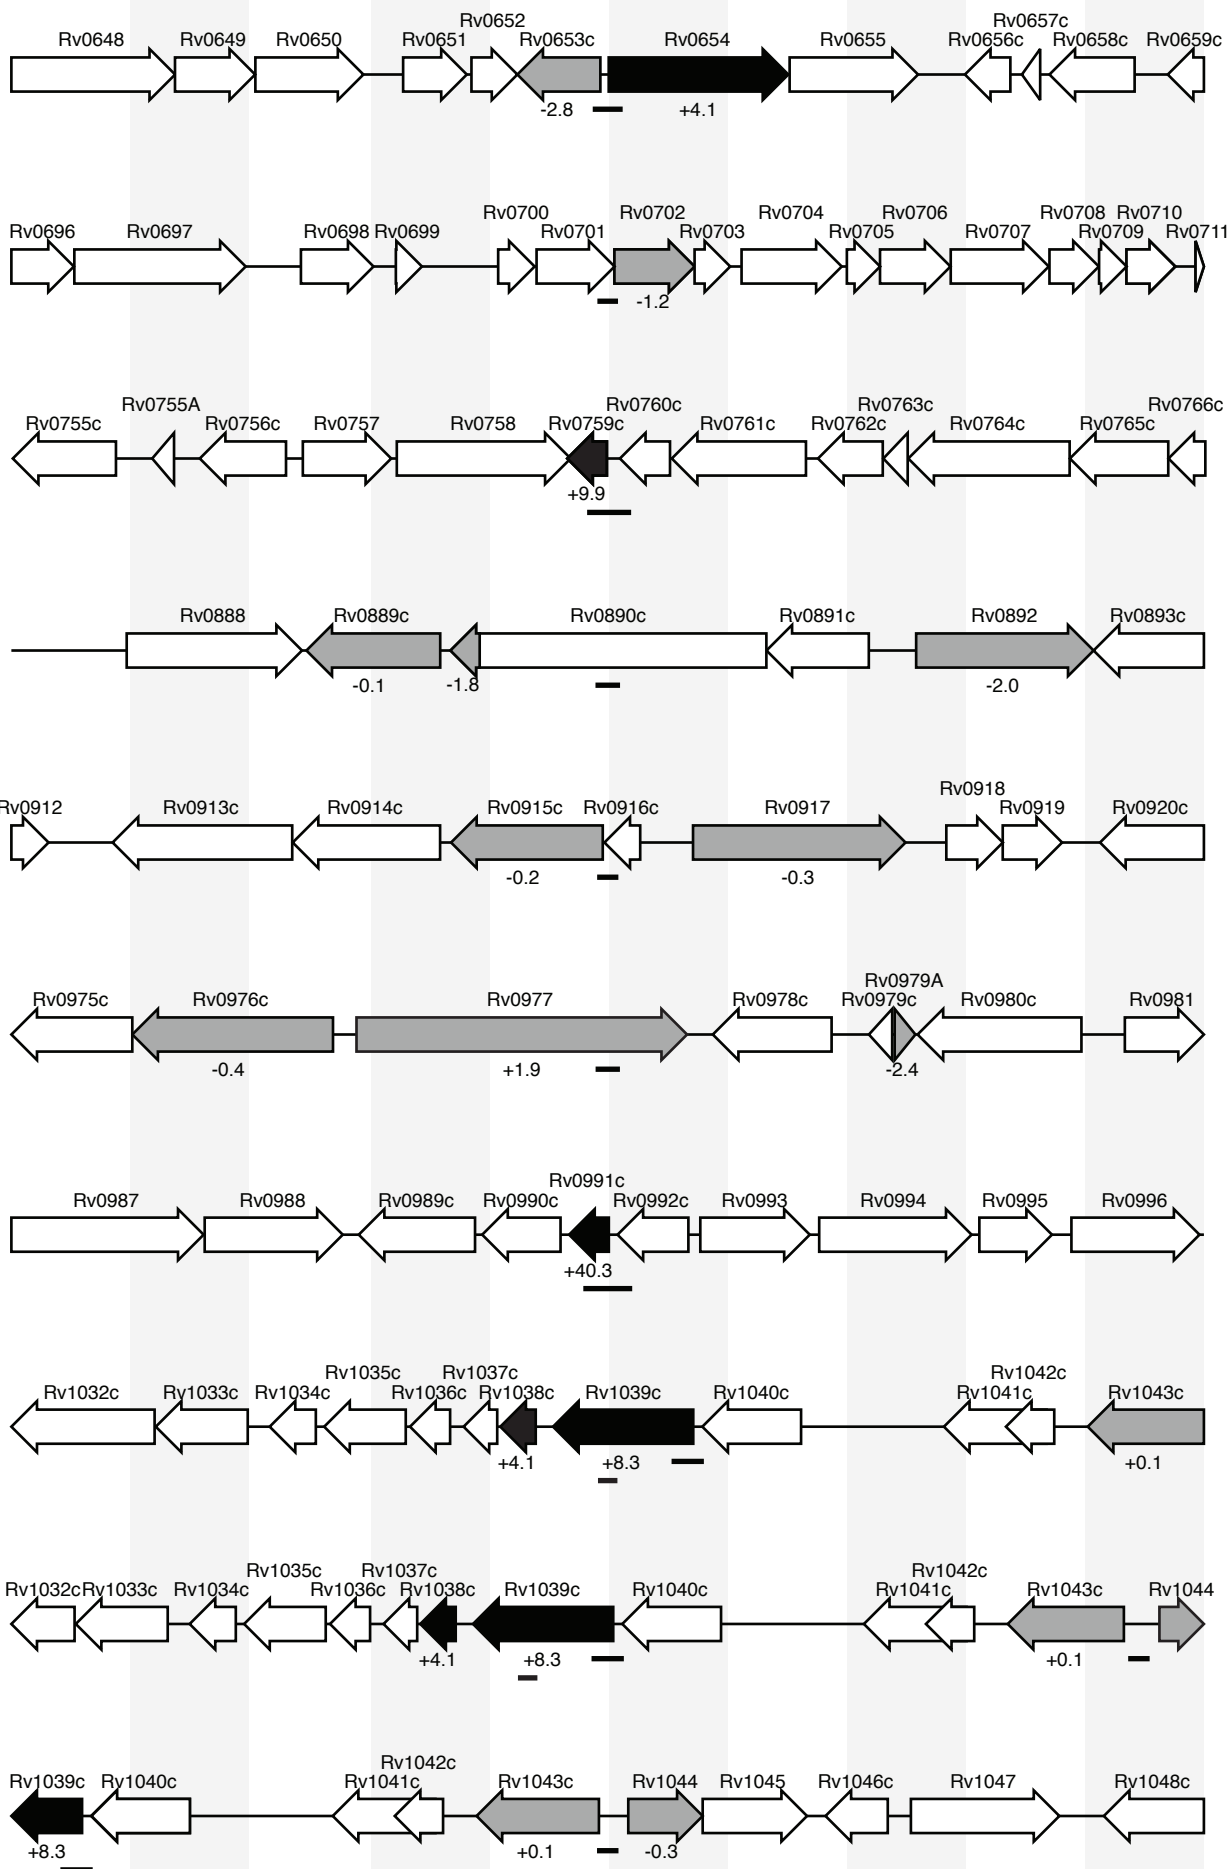 Rv0652 Rv0657c
Rv0648 Rv0649 Rv0650 Rv0651 Rv0653c Rv0654 Rv0655 Rv0656c Rv0658c Rv0659c
-2.8 +4.1
Rv0700 Rv0702 Rv0704 Rv0706 Rv0708 Rv0710
Rv0696 Rv0697 Rv0698 Rv0699 Rv0701 Rv0703 Rv0705 Rv0707 Rv0709 Rv0711
-1.2
Rv0755A Rv0760c Rv0763c Rv0766c
Rv0755c Rv0756c Rv0757 Rv0758 Rv0759c Rv0761c Rv0762c Rv0764c Rv0765c
+9.9
Rv0888 Rv0889c Rv0890c Rv0891c Rv0892 Rv0893c
-0.1 -1.8 -2.0
Rv0918
Rv0912 Rv0913c Rv0914c Rv0915c Rv0916c Rv0917 Rv0919 Rv0920c
-0.2 -0.3
Rv0979A
Rv0975c Rv0976c Rv0977 Rv0978c Rv0979c Rv0980c Rv0981
-0.4 +1.9 -2.4
Rv0991c
Rv0987 Rv0988 Rv0989c Rv0990c Rv0992c Rv0993 Rv0994 Rv0995 Rv0996
+40.3
Rv1035c Rv1037c Rv1042c
Rv1032c Rv1033c Rv1034c Rv1036c Rv1038c Rv1039c Rv1040c Rv1041c Rv1043c
+4.1 +8.3 +0.1
Rv1035c Rv1037c Rv1042c
Rv1032c Rv1033c Rv1034c Rv1036c Rv1038c Rv1039c Rv1040c Rv1041c Rv1043c Rv1044
+4.1 +8.3 +0.1
Rv1042c
Rv1039c Rv1040c Rv1041c Rv1043c Rv1044 Rv1045 Rv1046c Rv1047 Rv1048c
+8.3 +0.1 -0.3